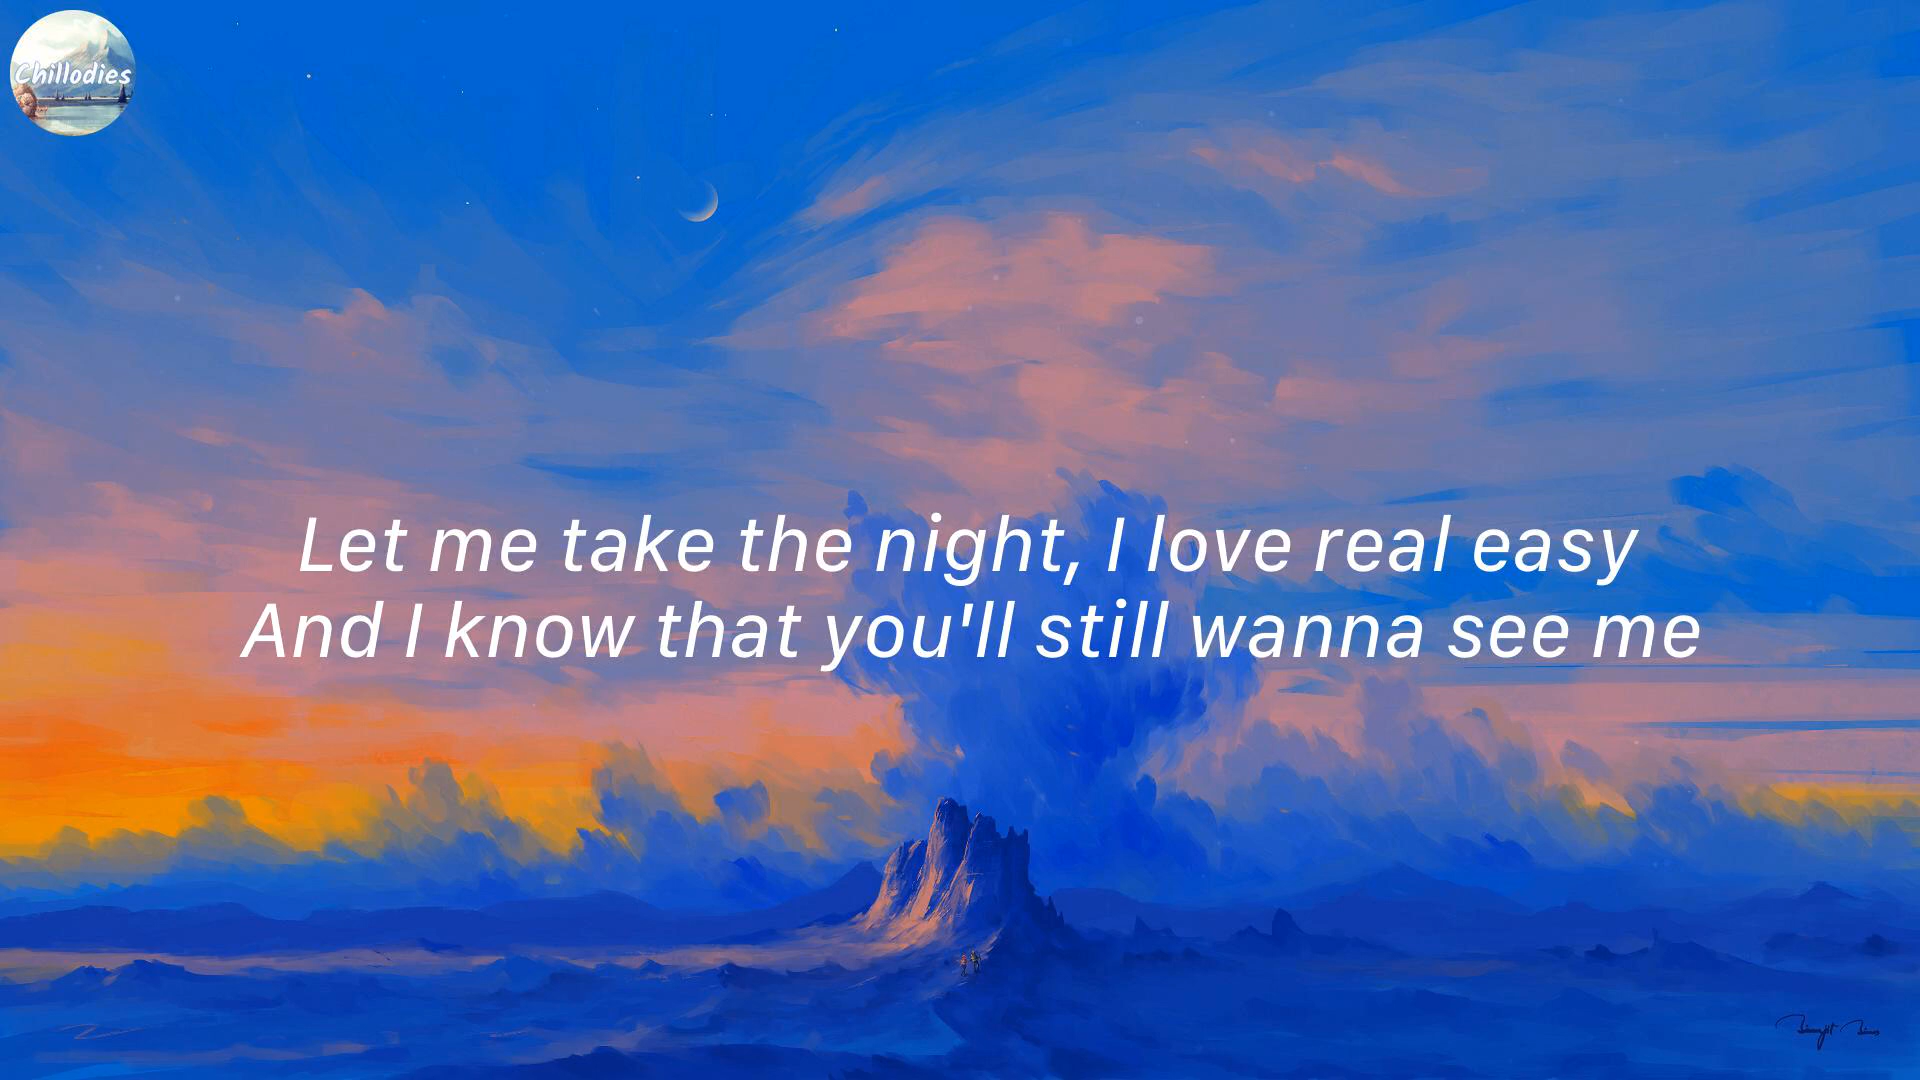 Chillodies
Let me take the night, I love real easy
And I know that you'll still wanna see me